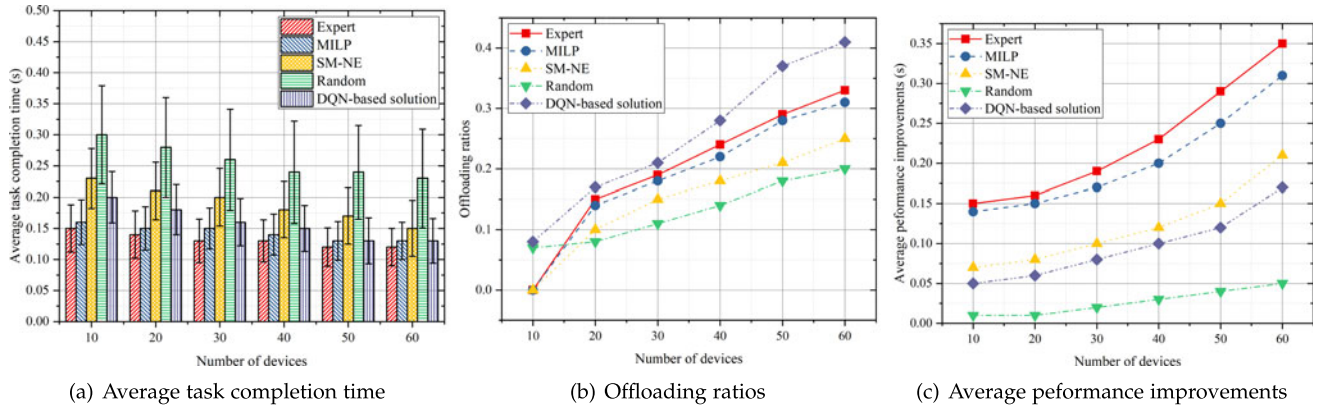 0.50
0.45
0.40
0.35
0.30
0.25
0.20
0.15
0.10
0.05
0.00
Average task completion time (s)
Expert
MILP
SM-NE
Random
DQN-based solution
10 20 30 40 50 60
Number of devices
(a) Average task completion time
0.4
0.3
0.2
0.1
0.0
Offloading ratios
Expert
MILP
SM-NE
Random
DQN-based solution
10 20 30 40 50 60
Number of devices
(b) Offloading ratios
0.35
0.30
0.25
0.20
0.15
0.10
0.05
0.00
Average peformance improvements (s)
Expert
MILP
SM-NE
Random
DQN-based solution
10 20 30 40 50 60
Number of devices
(c) Average peformance improvements